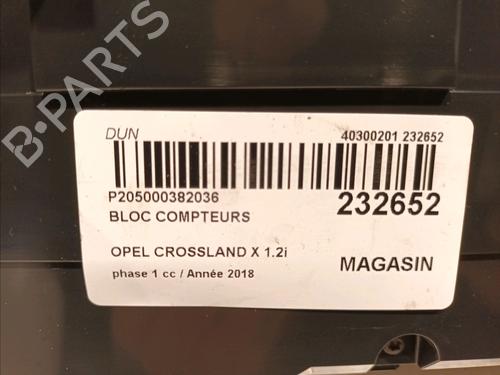 DUN
40300201 232652
P205000382036
232652
BLOC COMPTEURS
OPEL CROSSLAND X 1.2i
MAGASIN
phase 1 cc / Année 2018
B-PARTS